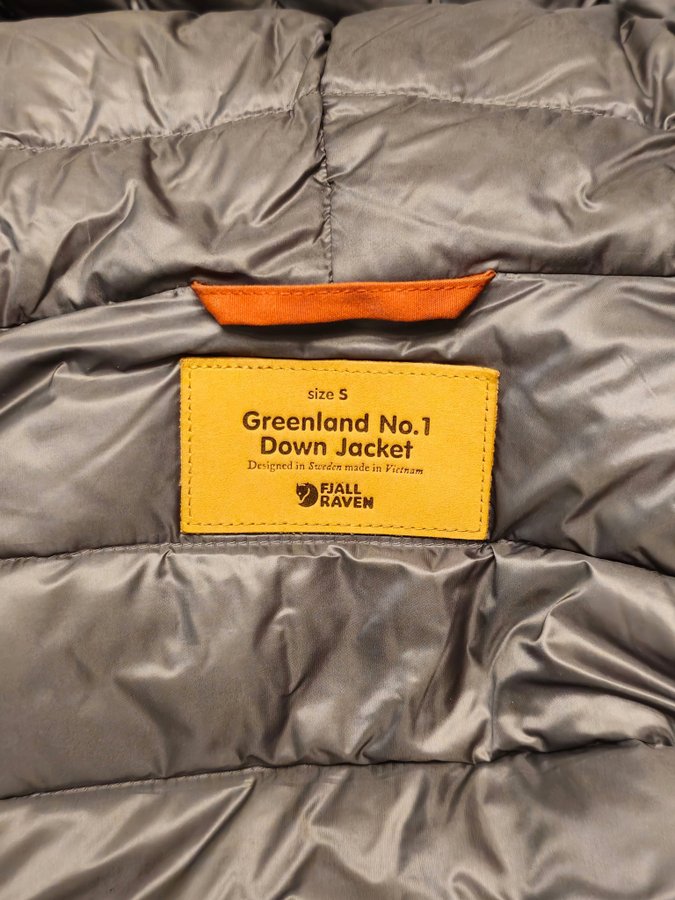 size S
Greenland No.1
Down Jacket
Designed in Sweden made in Vietnam
FJALL
RAVEN